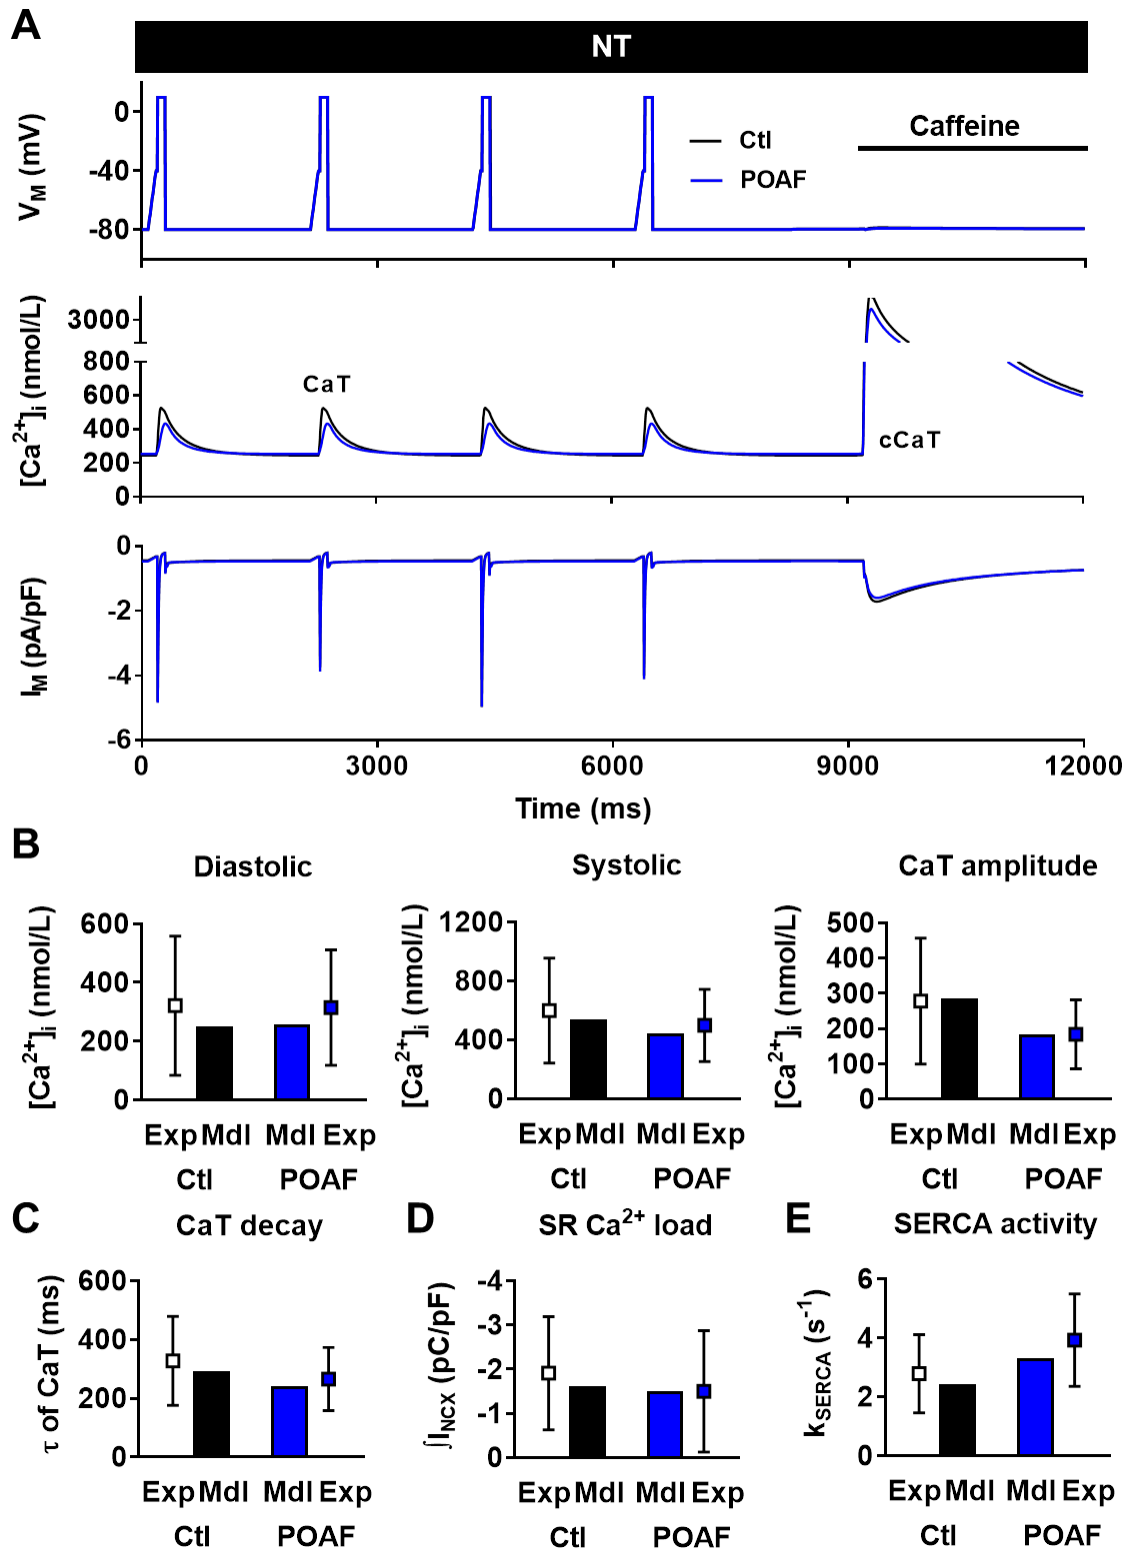 A
NT
V_M (mV)
0
-40
-80
Ctl
POAF
Caffeine
[Ca²⁺]ᵢ (nmol/L)
3000
800
600
400
200
0
CaT
cCaT
I_M (pA/pF)
0
-2
-4
-6
0 3000 6000 9000 12000
Time (ms)
B
Diastolic
[Ca²⁺]ᵢ (nmol/L)
600
400
200
0
Exp Mdl Mdl Exp
Ctl POAF
Systolic
[Ca²⁺]ᵢ (nmol/L)
1200
800
400
0
Exp Mdl Mdl Exp
Ctl POAF
CaT amplitude
[Ca²⁺]ᵢ (nmol/L)
500
400
300
200
100
0
Exp Mdl Mdl Exp
Ctl POAF
C
CaT decay
τ of CaT (ms)
600
400
200
0
Exp Mdl Mdl Exp
Ctl POAF
D
SR Ca²⁺ load
∫I_NCX (pC/pF)
-4
-3
-2
-1
0
Exp Mdl Mdl Exp
Ctl POAF
E
SERCA activity
k_SERCA (s⁻¹)
6
4
2
0
Exp Mdl Mdl Exp
Ctl POAF